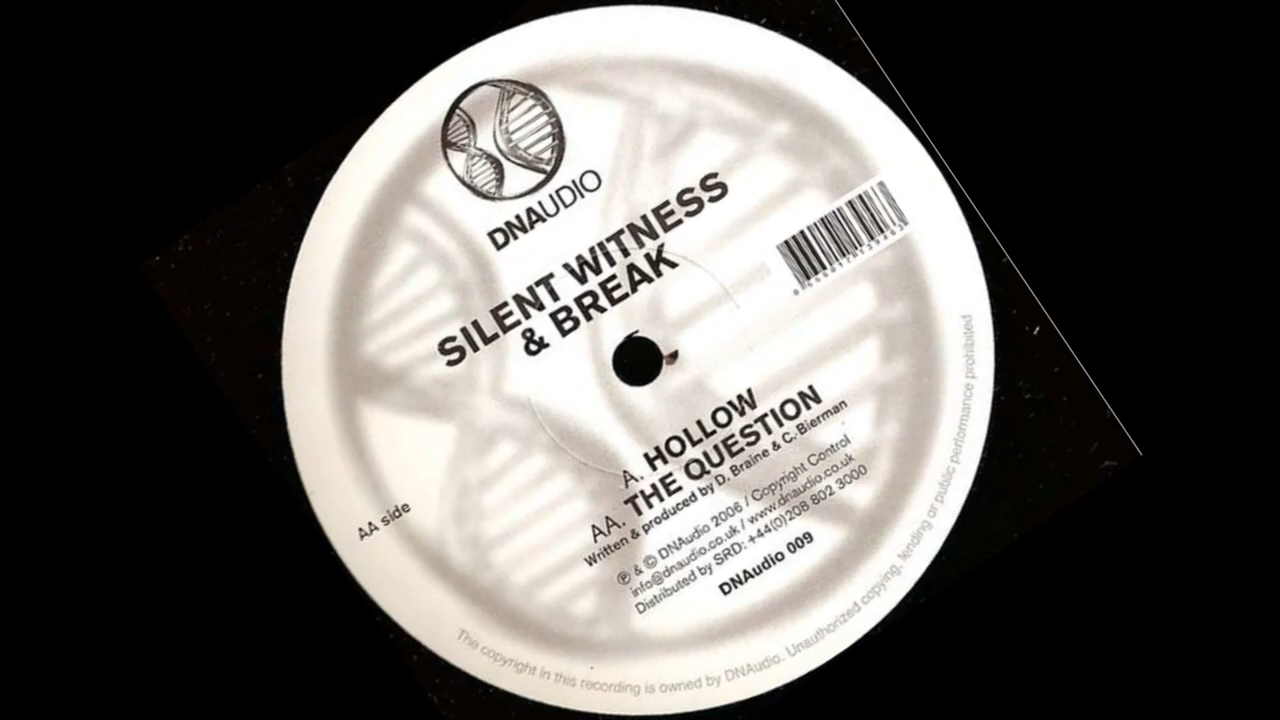 DNAUDIO
SILENT WITNESS
& BREAK
A. HOLLOW
AA. THE QUESTION
Written & produced by D. Braine & C. Bierman
℗ & © DNAudio 2006 / Copyright Control
info@dnaudio.co.uk / www.dnaudio.co.uk
Distributed by SRD: +44(0)208 802 3000
DNAudio 009
AA side
The copyright in this recording is owned by DNAudio. Unauthorized copying, lending or public performance prohibited